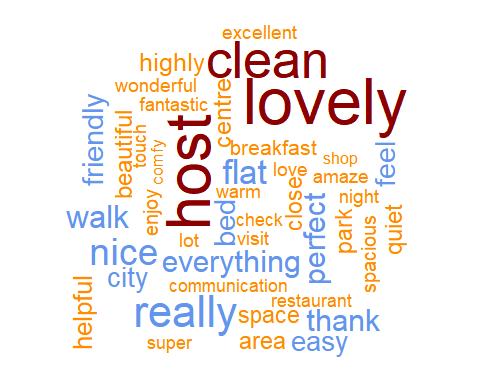 excellent
highly
clean
wonderful
lovely
fantastic
centre
friendly
beautiful
touch
comfy
host
breakfast
shop
feel
flat
love
amaze
warm
close
night
enjoy
walk
bed
check
perfect
park
quiet
lot
visit
spacious
nice
everything
city
communication
helpful
really
restaurant
space
thank
super
area
easy